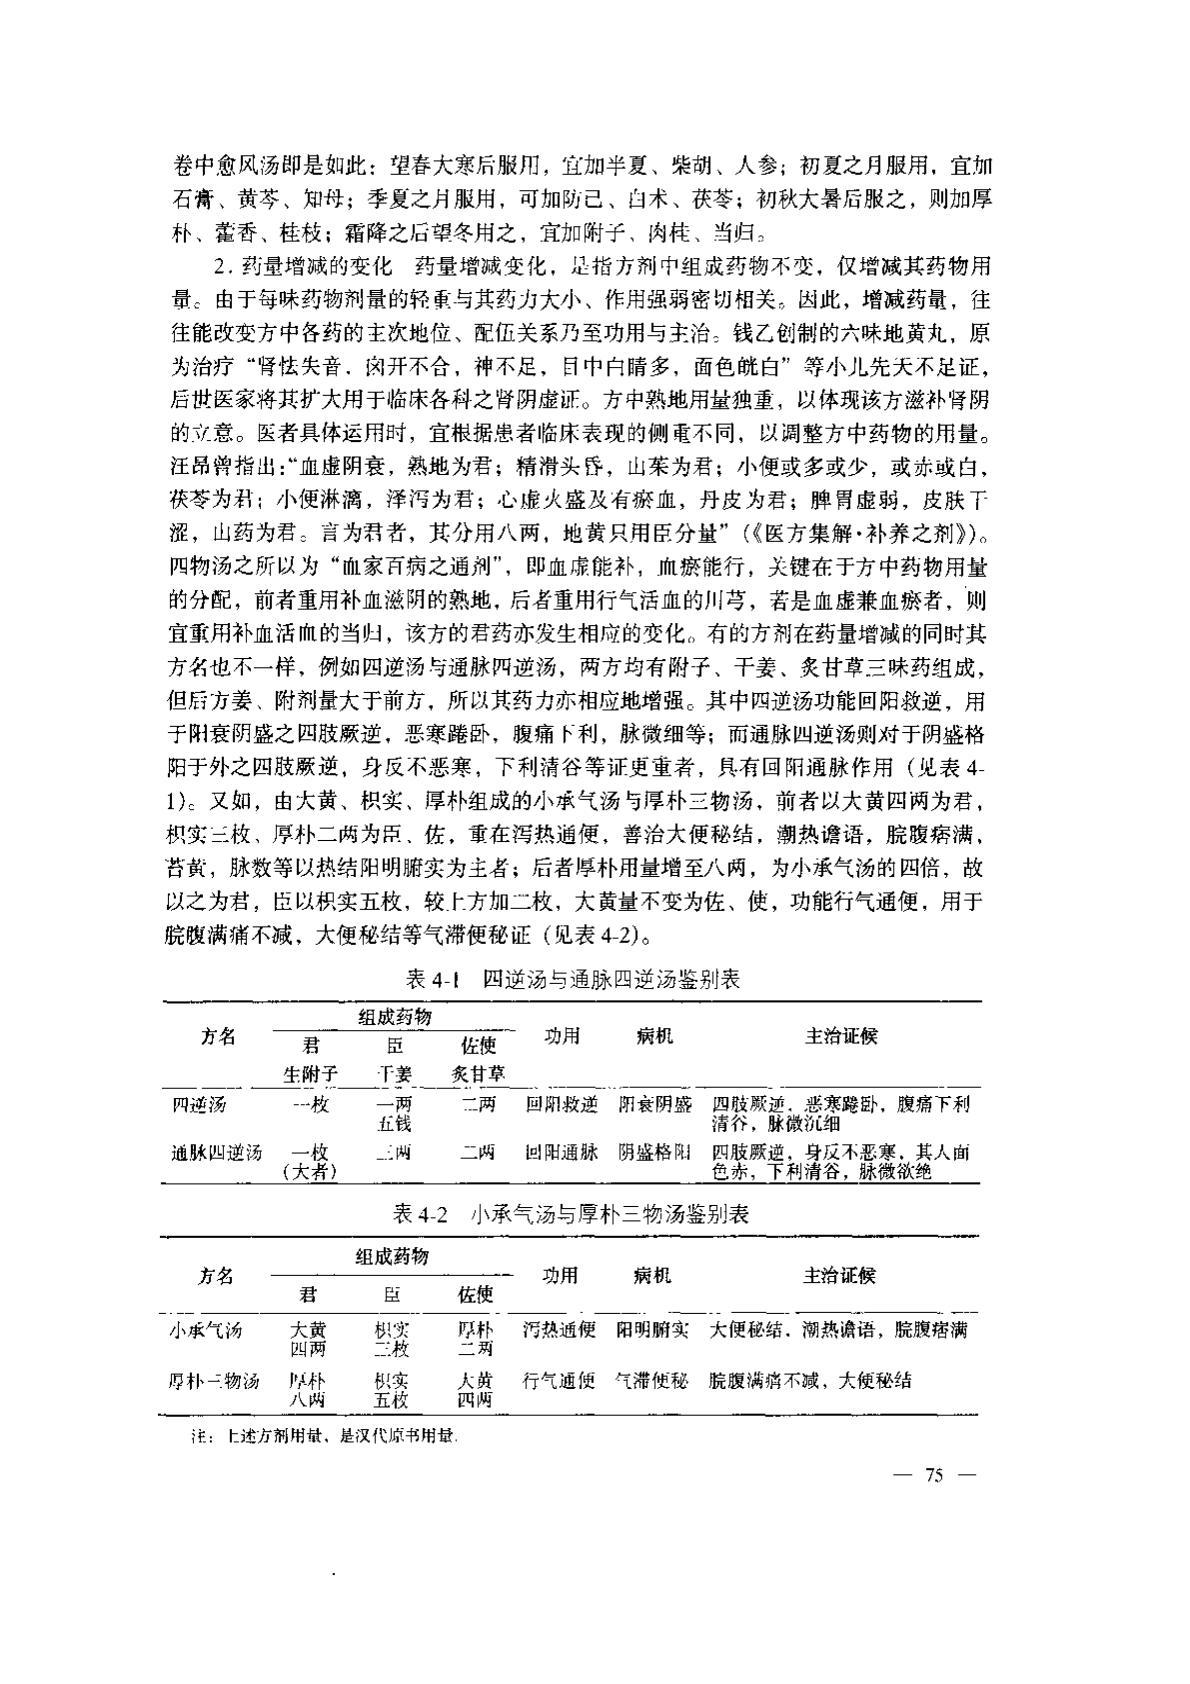 卷中愈风汤即是如此：望春大寒后服用，宜加半夏、柴胡、人参；初夏之月服用，宜加
石膏、黄芩、知母；季夏之月服用，可加防己、白术、茯苓；初秋大暑后服之，则加厚
朴、藿香、桂枝；霜降之后望冬用之，宜加附子、肉桂、当归。
2. 药量增减的变化　药量增减变化，是指方剂中组成药物不变，仅增减其药物用
量。由于每味药物剂量的轻重与其药力大小、作用强弱密切相关。因此，增减药量，往
往能改变方中各药的主次地位、配伍关系乃至功用与主治。钱乙创制的六味地黄丸，原
为治疗“肾怯失音，囟开不合，神不足，目中白睛多，面色㿠白”等小儿先天不足证，
后世医家将其扩大用于临床各科之肾阴虚证。方中熟地用量独重，以体现该方滋补肾阴
的立意。医者具体运用时，宜根据患者临床表现的侧重不同，以调整方中药物的用量。
汪昂曾指出：“血虚阴衰，熟地为君；精滑头昏，山茱为君；小便或多或少，或赤或白，
茯苓为君；小便淋漓，泽泻为君；心虚火盛及有瘀血，丹皮为君；脾胃虚弱，皮肤干
涩，山药为君。言为君者，其分用八两，地黄只用臣分量”（《医方集解·补养之剂》）。
四物汤之所以为“血家百病之通剂”，即血虚能补，血瘀能行，关键在于方中药物用量
的分配，前者重用补血滋阴的熟地，后者重用行气活血的川芎，若是血虚兼血瘀者，则
宜重用补血活血的当归，该方的君药亦发生相应的变化。有的方剂在药量增减的同时其
方名也不一样，例如四逆汤与通脉四逆汤，两方均有附子、干姜、炙甘草三味药组成，
但后方姜、附剂量大于前方，所以其药力亦相应地增强。其中四逆汤功能回阳救逆，用
于阳衰阴盛之四肢厥逆，恶寒踡卧，腹痛下利，脉微细等；而通脉四逆汤则对于阴盛格
阳于外之四肢厥逆，身反不恶寒，下利清谷等证更重者，具有回阳通脉作用（见表 4-
1）。又如，由大黄、枳实、厚朴组成的小承气汤与厚朴三物汤，前者以大黄四两为君，
枳实三枚、厚朴二两为臣、佐，重在泻热通便，善治大便秘结，潮热谵语，脘腹痞满，
苔黄，脉数等以热结阳明腑实为主者；后者厚朴用量增至八两，为小承气汤的四倍，故
以之为君，臣以枳实五枚，较上方加二枚，大黄量不变为佐、使，功能行气通便，用于
脘腹满痛不减，大便秘结等气滞便秘证（见表 4-2）。
表 4-1　四逆汤与通脉四逆汤鉴别表
组成药物
方名　君　臣　佐使　功用　病机　主治证候
生附子　干姜　炙甘草
四逆汤　一枚　一两　二两　回阳救逆　阳衰阴盛　四肢厥逆，恶寒踡卧，腹痛下利
五钱　清谷，脉微沉细
通脉四逆汤　一枚　三两　二两　回阳通脉　阴盛格阳　四肢厥逆，身反不恶寒，其人面
（大者）　色赤，下利清谷，脉微欲绝
表 4-2　小承气汤与厚朴三物汤鉴别表
组成药物
方名　君　臣　佐使　功用　病机　主治证候
小承气汤　大黄　枳实　厚朴　泻热通便　阳明腑实　大便秘结，潮热谵语，脘腹痞满
四两　三枚　二两
厚朴三物汤　厚朴　枳实　大黄　行气通便　气滞便秘　脘腹满痛不减，大便秘结
八两　五枚　四两
注：上述方剂用量，是汉代原书用量。
— 75 —